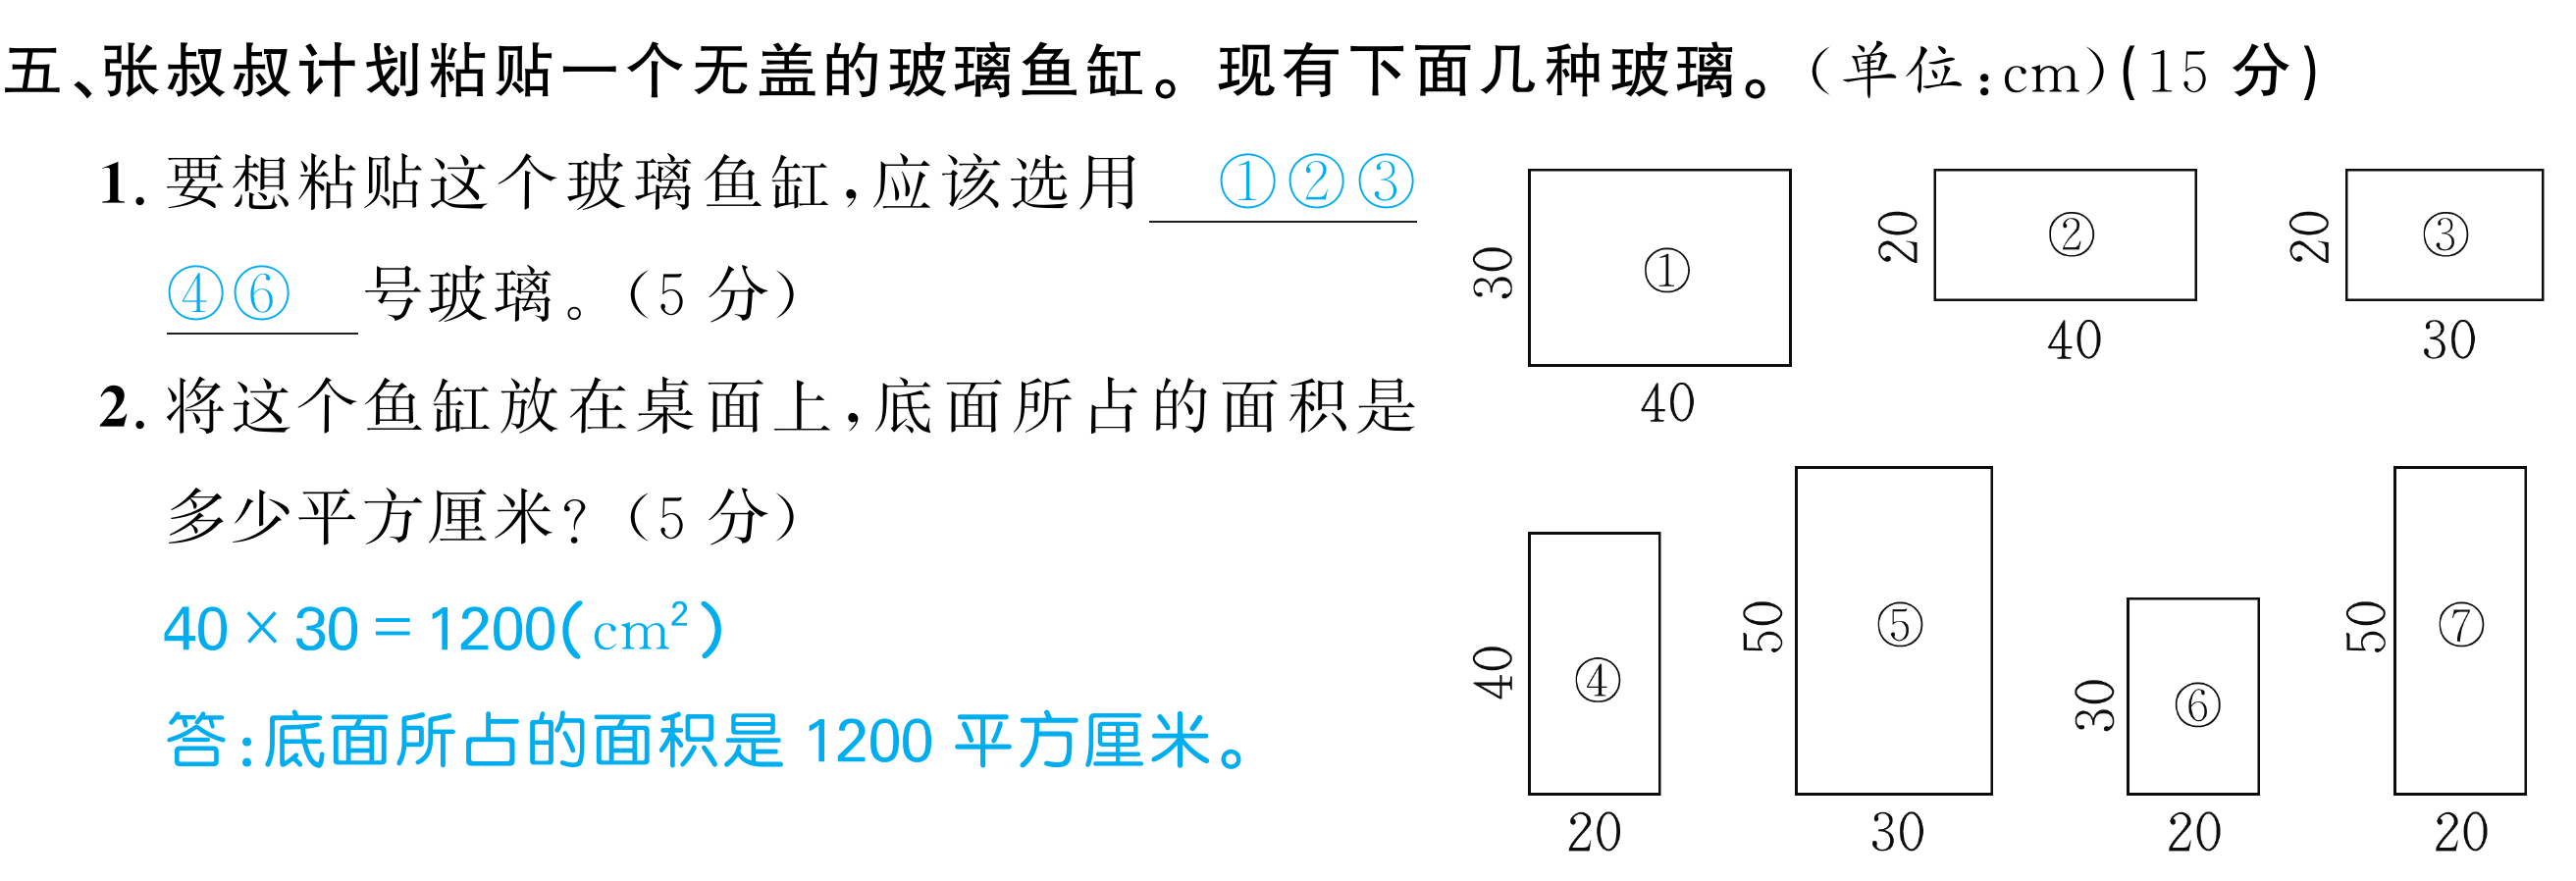 五、张叔叔计划粘贴一个无盖的玻璃鱼缸。现有下面几种玻璃。(单位:cm)(15 分)
1. 要想粘贴这个玻璃鱼缸,应该选用 ①②③
④⑥ 号玻璃。(5 分)
2. 将这个鱼缸放在桌面上,底面所占的面积是
多少平方厘米?(5 分)
40 × 30 = 1200(cm²)
答:底面所占的面积是 1200 平方厘米。
30 ① 20 ② 20 ③
40 30
40
40 ④ 50 ⑤ 30 ⑥ 50 ⑦
20 30 20 20